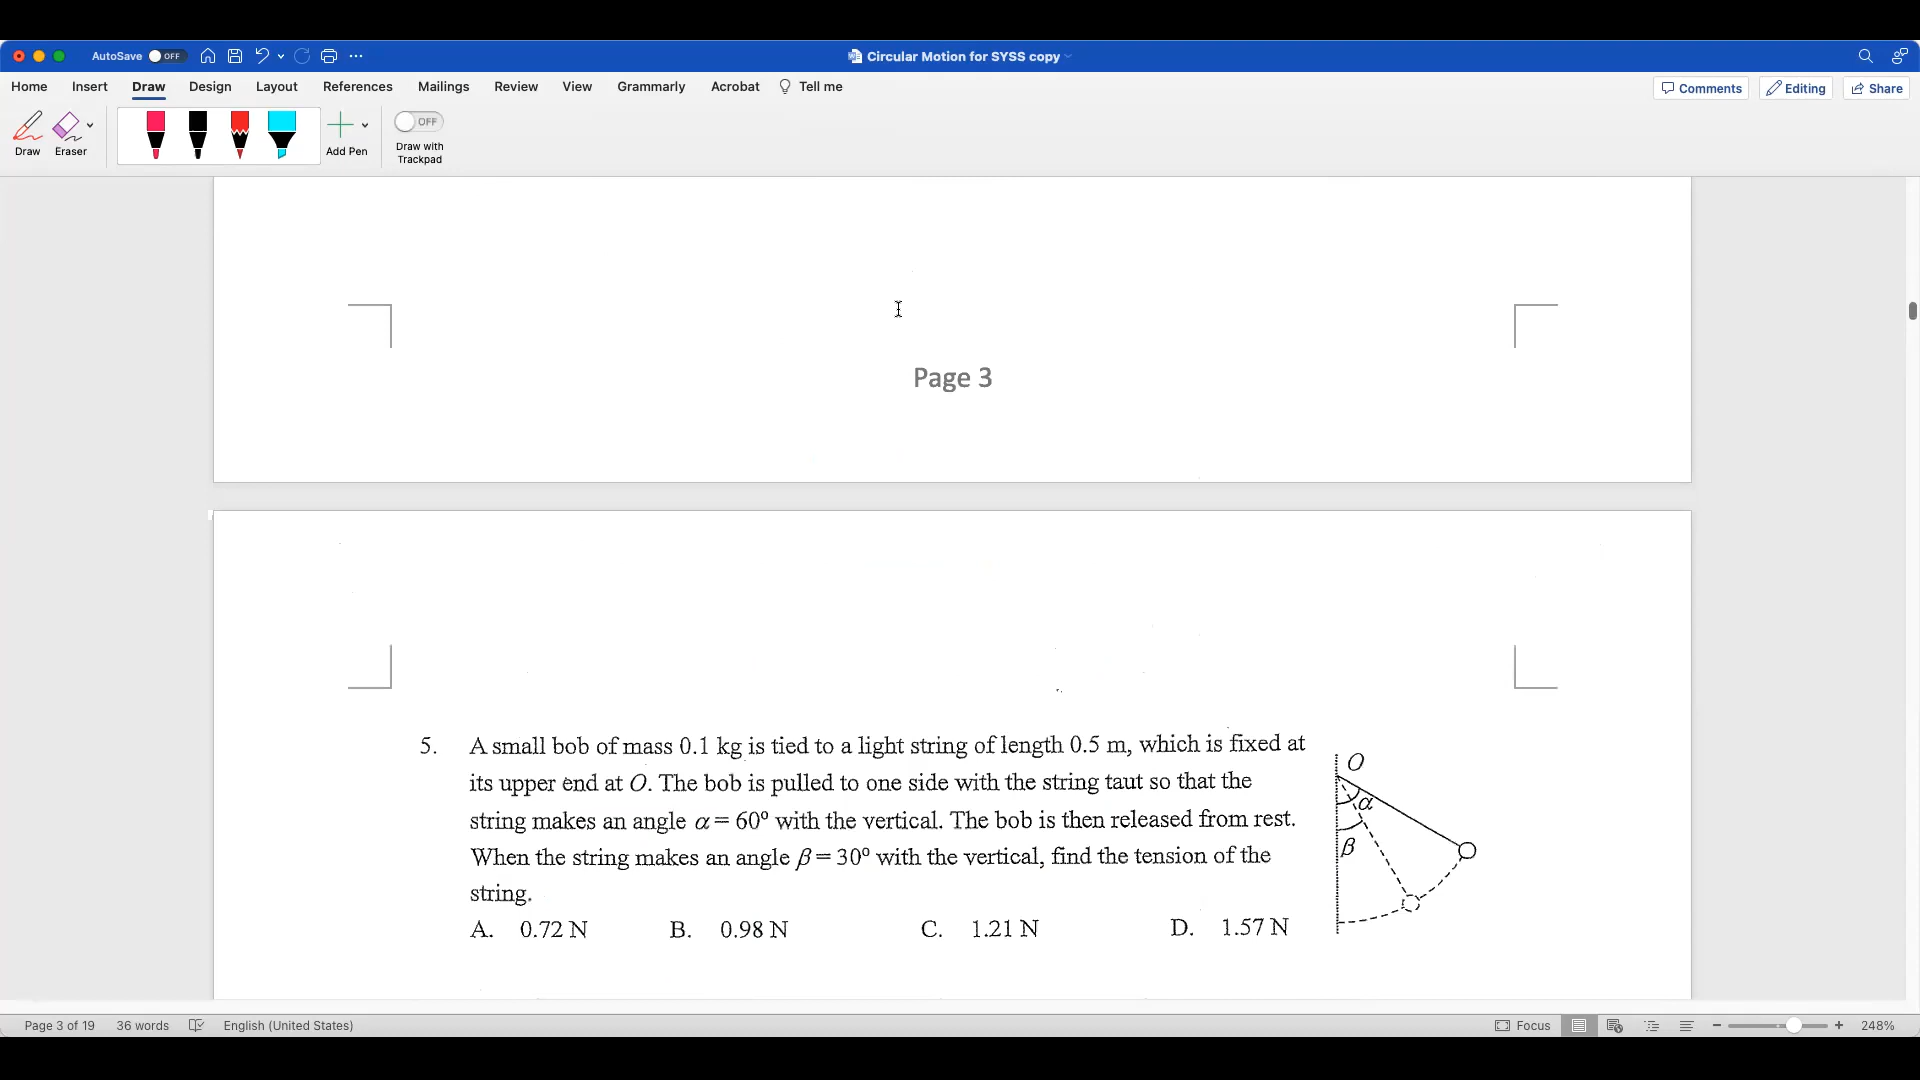 AutoSave OFF
Circular Motion for SYSS copy
Home Insert Draw Design Layout References Mailings Review View Grammarly Acrobat Tell me
Comments Editing Share
Draw Eraser Add Pen OFF Draw with
Trackpad
Page 3
5. A small bob of mass 0.1 kg is tied to a light string of length 0.5 m, which is fixed at
its upper end at O. The bob is pulled to one side with the string taut so that the
string makes an angle α = 60° with the vertical. The bob is then released from rest.
When the string makes an angle β = 30° with the vertical, find the tension of the
string.
A. 0.72 N B. 0.98 N C. 1.21 N D. 1.57 N
O
α
β
Page 3 of 19 36 words English (United States) Focus 248%